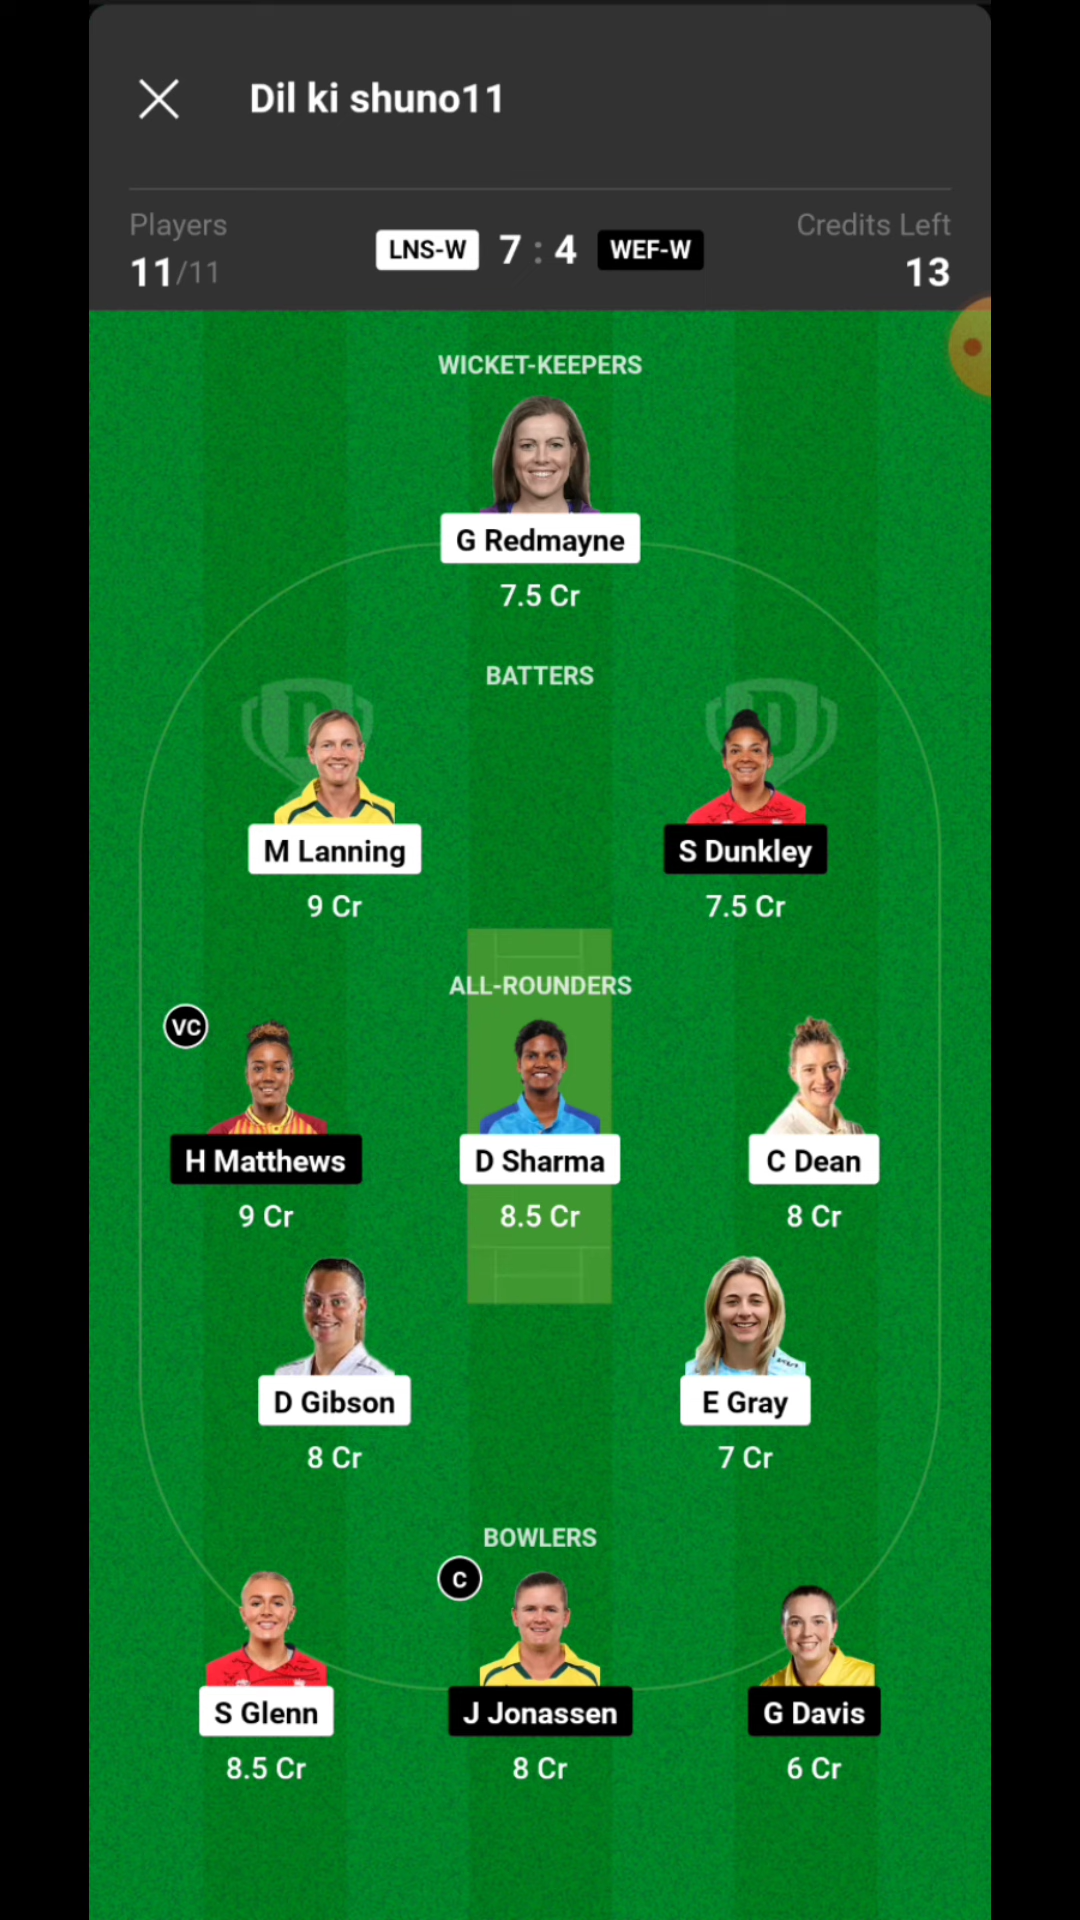 Dil ki shuno11
Players
Credits Left
11/11
LNS-W 7 : 4 WEF-W
13
WICKET-KEEPERS
G Redmayne
7.5 Cr
BATTERS
M Lanning
S Dunkley
9 Cr
7.5 Cr
ALL-ROUNDERS
VC
H Matthews
D Sharma
C Dean
9 Cr
8.5 Cr
8 Cr
D Gibson
E Gray
8 Cr
7 Cr
BOWLERS
C
S Glenn
J Jonassen
G Davis
8.5 Cr
8 Cr
6 Cr